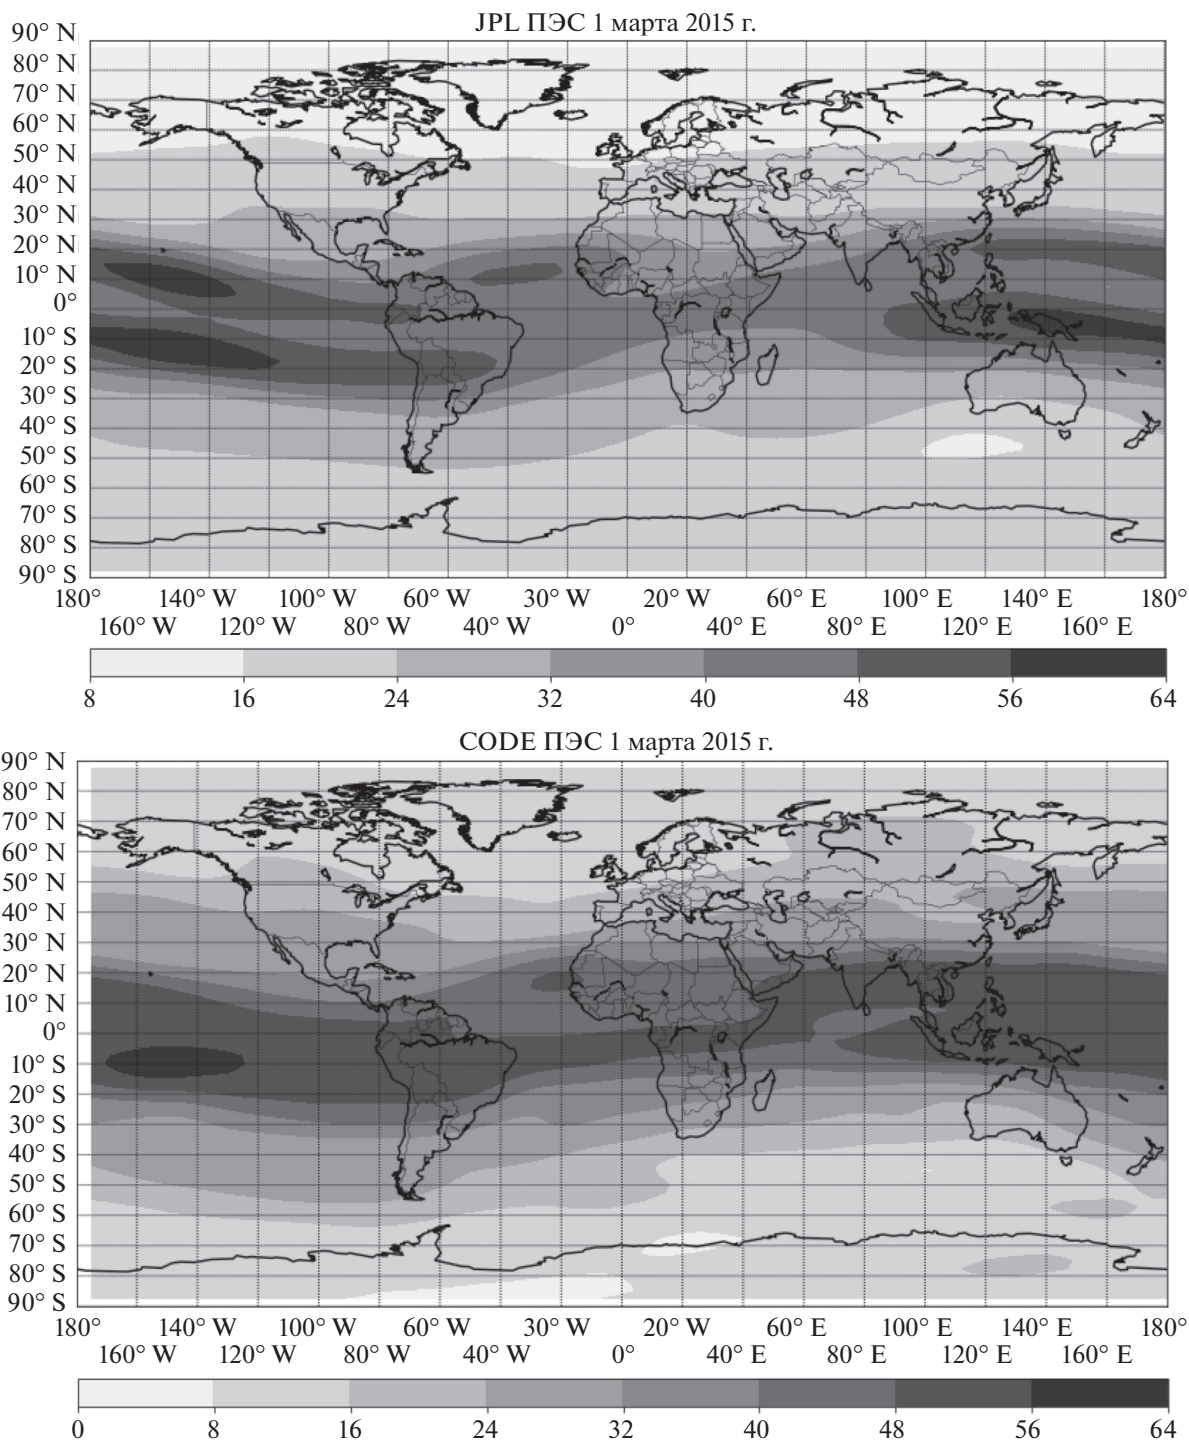 JPL ПЭС 1 марта 2015 г.
90° N
80° N
70° N
60° N
50° N
40° N
30° N
20° N
10° N
0°
10° S
20° S
30° S
40° S
50° S
60° S
70° S
80° S
90° S
180° 140° W 100° W 60° W 30° W 20° W 60° E 100° E 140° E 180°
160° W 120° W 80° W 40° W 0° 40° E 80° E 120° E 160° E
8 16 24 32 40 48 56 64
CODE ПЭС 1 марта 2015 г.
90° N
80° N
70° N
60° N
50° N
40° N
30° N
20° N
10° N
0°
10° S
20° S
30° S
40° S
50° S
60° S
70° S
80° S
90° S
180° 140° W 100° W 60° W 30° W 20° W 60° E 100° E 140° E 180°
160° W 120° W 80° W 40° W 0° 40° E 80° E 120° E 160° E
0 8 16 24 32 40 48 56 64